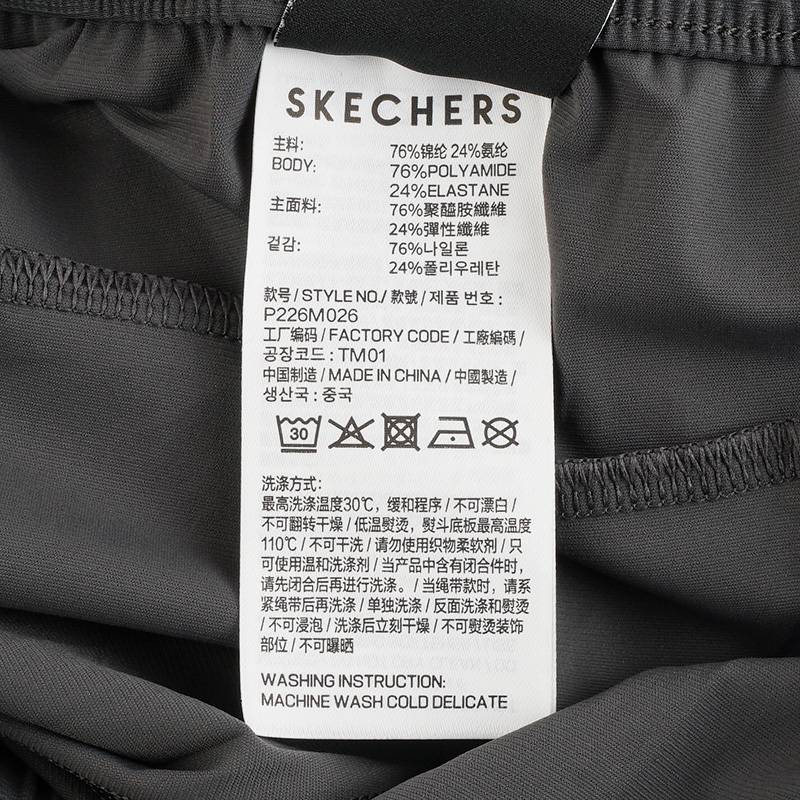 SKECHERS
主料: 76%锦纶 24%氨纶
BODY: 76%POLYAMIDE
24%ELASTANE
主面料: 76%聚醯胺纖維
24%彈性纖維
겉감: 76%나일론
24%폴리우레탄
款号 / STYLE NO./ 款號 / 제품 번호 :
P226M026
工厂编码 / FACTORY CODE / 工廠編碼 /
공장코드 : TM01
中国制造 / MADE IN CHINA / 中國製造 /
생산국 : 중국
30
洗涤方式:
最高洗涤温度30℃，缓和程序 / 不可漂白 /
不可翻转干燥 / 低温熨烫，熨斗底板最高温度
110℃ / 不可干洗 / 请勿使用织物柔软剂 / 只
可使用温和洗涤剂 / 当产品中含有闭合件时，
请先闭合后再进行洗涤。 / 当绳带款时，请系
紧绳带后再洗涤 / 单独洗涤 / 反面洗涤和熨烫
/ 不可浸泡 / 洗涤后立刻干燥 / 不可熨烫装饰
部位 / 不可曝晒
WASHING INSTRUCTION:
MACHINE WASH COLD DELICATE